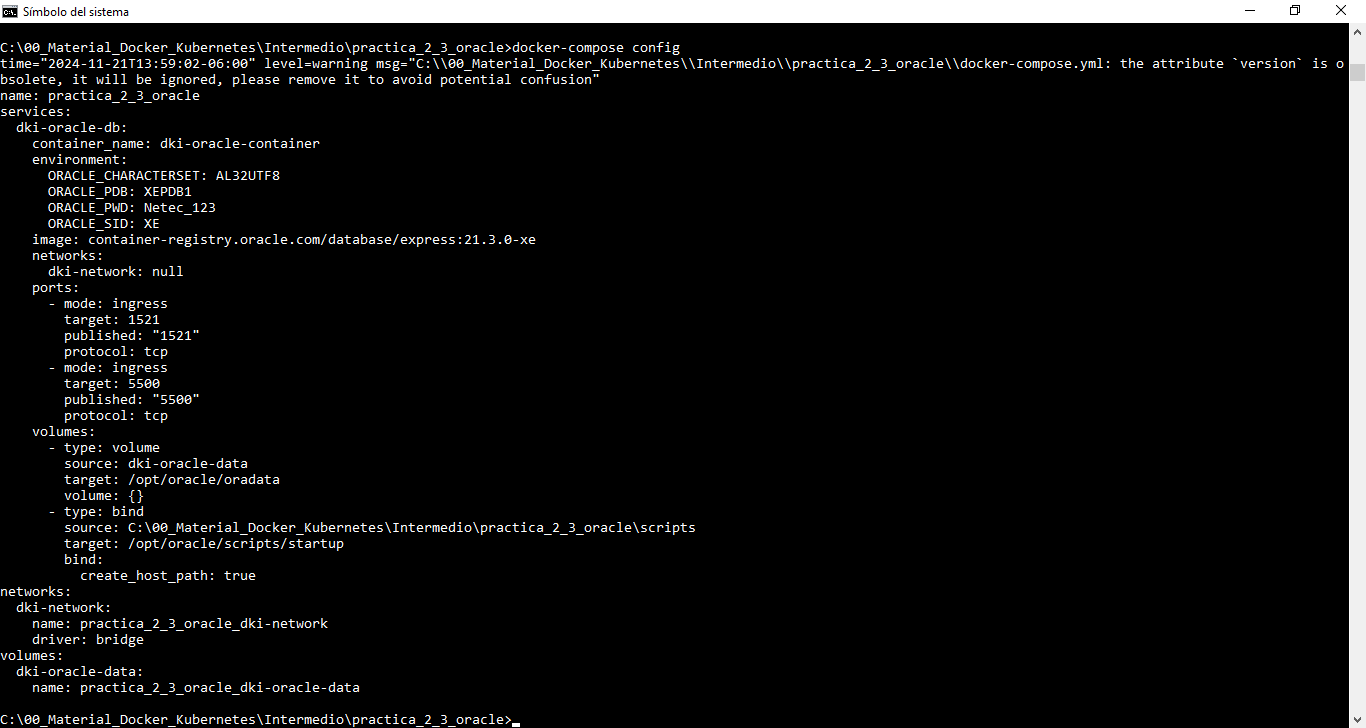 Símbolo del sistema
C:\00_Material_Docker_Kubernetes\Intermedio\practica_2_3_oracle>docker-compose config
time="2024-11-21T13:59:02-06:00" level=warning msg="C:\\00_Material_Docker_Kubernetes\\Intermedio\\practica_2_3_oracle\\docker-compose.yml: the attribute `version` is o
bsolete, it will be ignored, please remove it to avoid potential confusion"
name: practica_2_3_oracle
services:
  dki-oracle-db:
    container_name: dki-oracle-container
    environment:
      ORACLE_CHARACTERSET: AL32UTF8
      ORACLE_PDB: XEPDB1
      ORACLE_PWD: Netec_123
      ORACLE_SID: XE
    image: container-registry.oracle.com/database/express:21.3.0-xe
    networks:
      dki-network: null
    ports:
      - mode: ingress
        target: 1521
        published: "1521"
        protocol: tcp
      - mode: ingress
        target: 5500
        published: "5500"
        protocol: tcp
    volumes:
      - type: volume
        source: dki-oracle-data
        target: /opt/oracle/oradata
        volume: {}
      - type: bind
        source: C:\00_Material_Docker_Kubernetes\Intermedio\practica_2_3_oracle\scripts
        target: /opt/oracle/scripts/startup
        bind:
          create_host_path: true
networks:
  dki-network:
    name: practica_2_3_oracle_dki-network
    driver: bridge
volumes:
  dki-oracle-data:
    name: practica_2_3_oracle_dki-oracle-data
C:\00_Material_Docker_Kubernetes\Intermedio\practica_2_3_oracle>